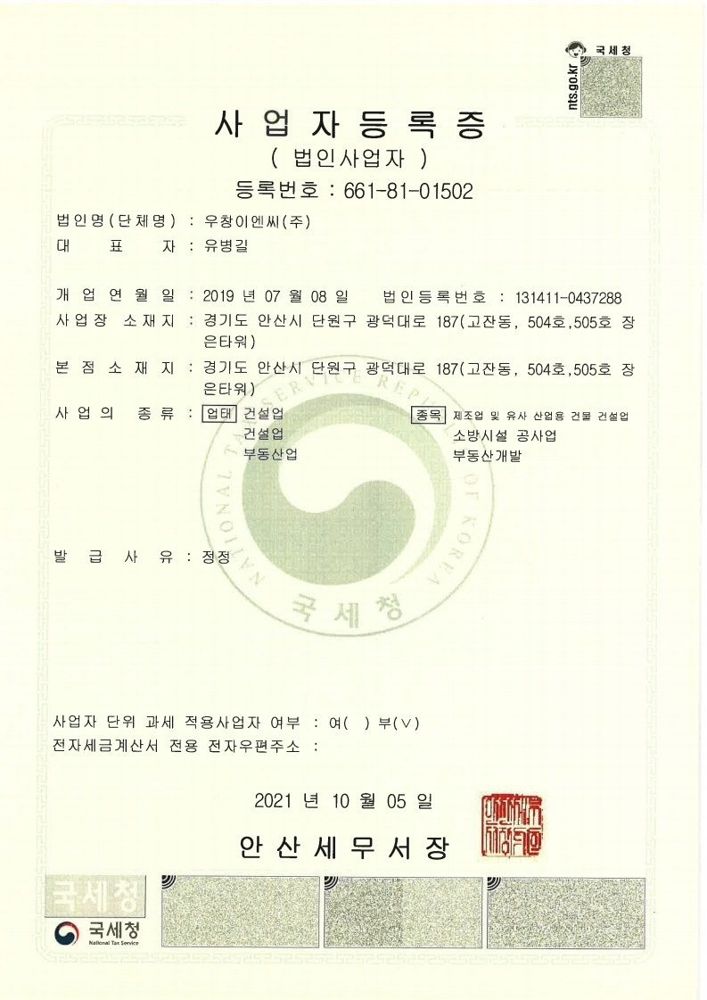 국세청
nts.go.kr
사업자등록증
( 법인사업자 )
등록번호 : 661-81-01502
법인명(단체명) : 우창이엔씨(주)
대 표 자 : 유병길
개 업 연 월 일 : 2019 년 07 월 08 일 법인등록번호 : 131411-0437288
사업장 소재지 : 경기도 안산시 단원구 광덕대로 187(고잔동, 504호,505호 장
은타워)
본 점 소 재 지 : 경기도 안산시 단원구 광덕대로 187(고잔동, 504호,505호 장
은타워)
사 업 의 종 류 : 업태 건설업 종목 제조업 및 유사 산업용 건물 건설업
건설업 소방시설 공사업
부동산업 부동산개발
NATIONAL TAX SERVICE REPUBLIC OF KOREA
발 급 사 유 : 정정
국세청
사업자 단위 과세 적용사업자 여부 : 여( ) 부(∨)
전자세금계산서 전용 전자우편주소 :
2021 년 10 월 05 일
안산세무서장
국세청
국세청
National Tax Service